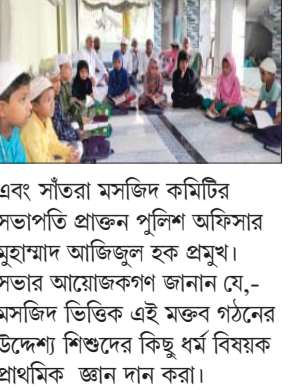 এবং সাঁতরা মসজিদ কমিটির
সভাপতি প্রাক্তন পুলিশ অফিসার
মুহাম্মাদ আজিজুল হক প্রমুখ।
সভার আয়োজকগণ জানান যে,-
মসজিদ ভিত্তিক এই মক্তব গঠনের
উদ্দেশ্য শিশুদের কিছু ধর্ম বিষয়ক
প্রাথমিক জ্ঞান দান করা।